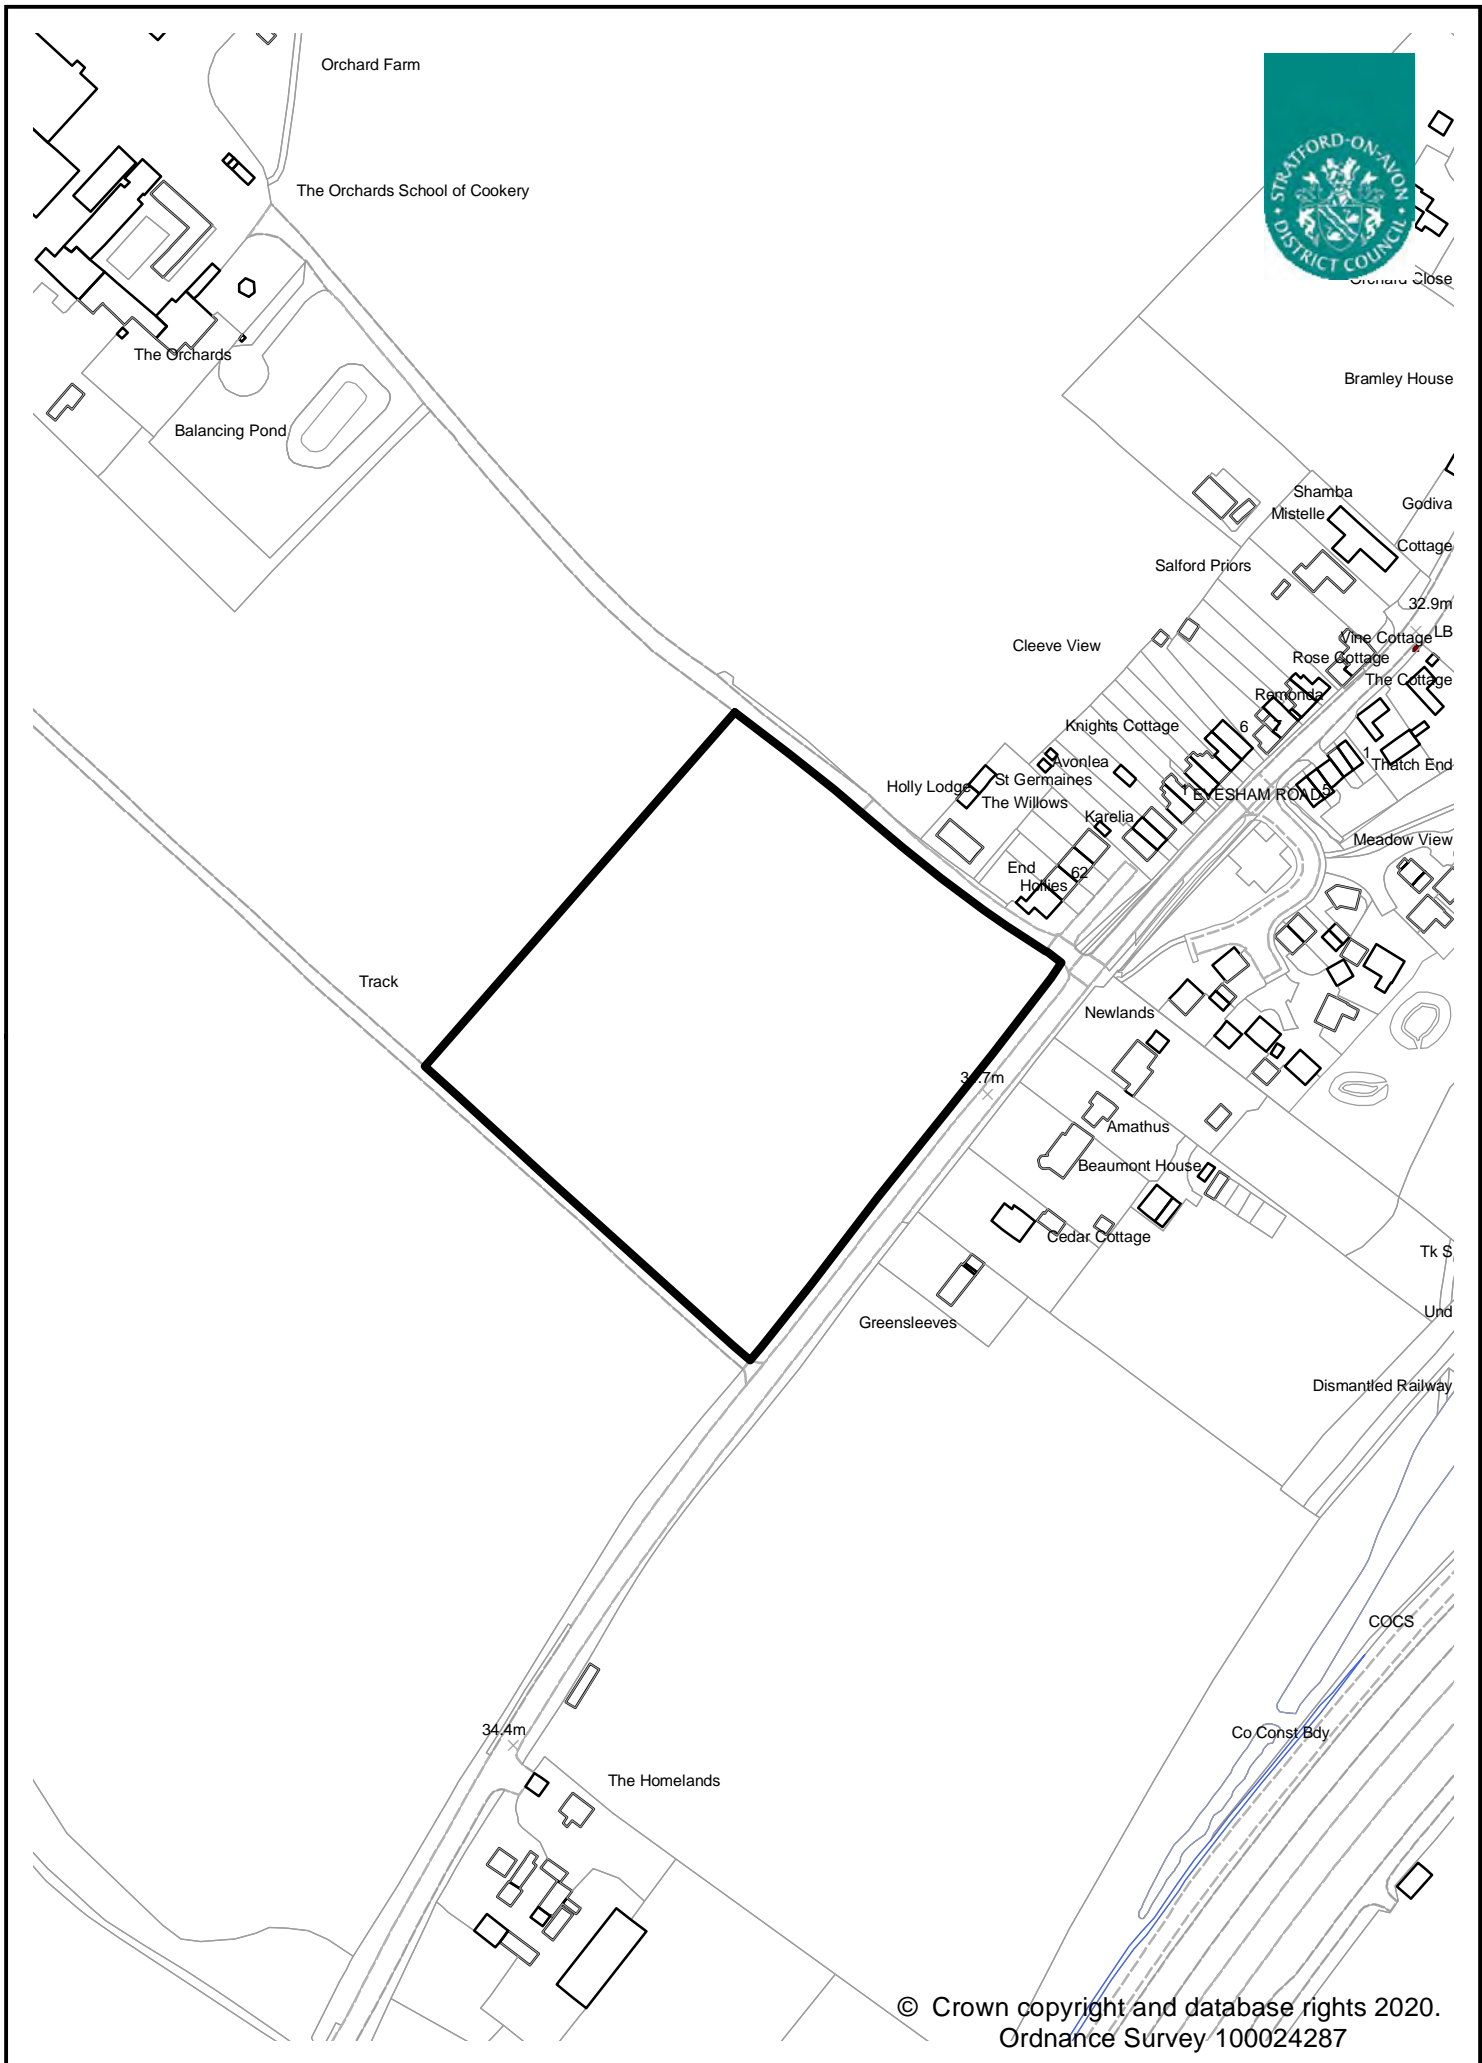 Orchard Farm
STRATFORD-ON-AVON
DISTRICT COUNCIL
The Orchards School of Cookery
Orchard Close
The Orchards
Bramley House
Balancing Pond
Shamba
Mistelle
Godiva
Cottage
Salford Priors
32.9m
LB
Vine Cottage
Cleeve View
Rose Cottage
The Cottage
Remonda
Knights Cottage
6
7
1
Avonlea
Thatch End
St Germaines
Holly Lodge
1
EVESHAM ROAD
5
The Willows
Karelia
Meadow View
End
62
Hollies
Track
Newlands
7m
Amathus
Beaumont House
Cedar Cottage
Tk S
Und
Greensleeves
Dismantled Railway
COCS
34.4m
Co Const Bdy
The Homelands
© Crown copyright and database rights 2020.
Ordnance Survey 100024287